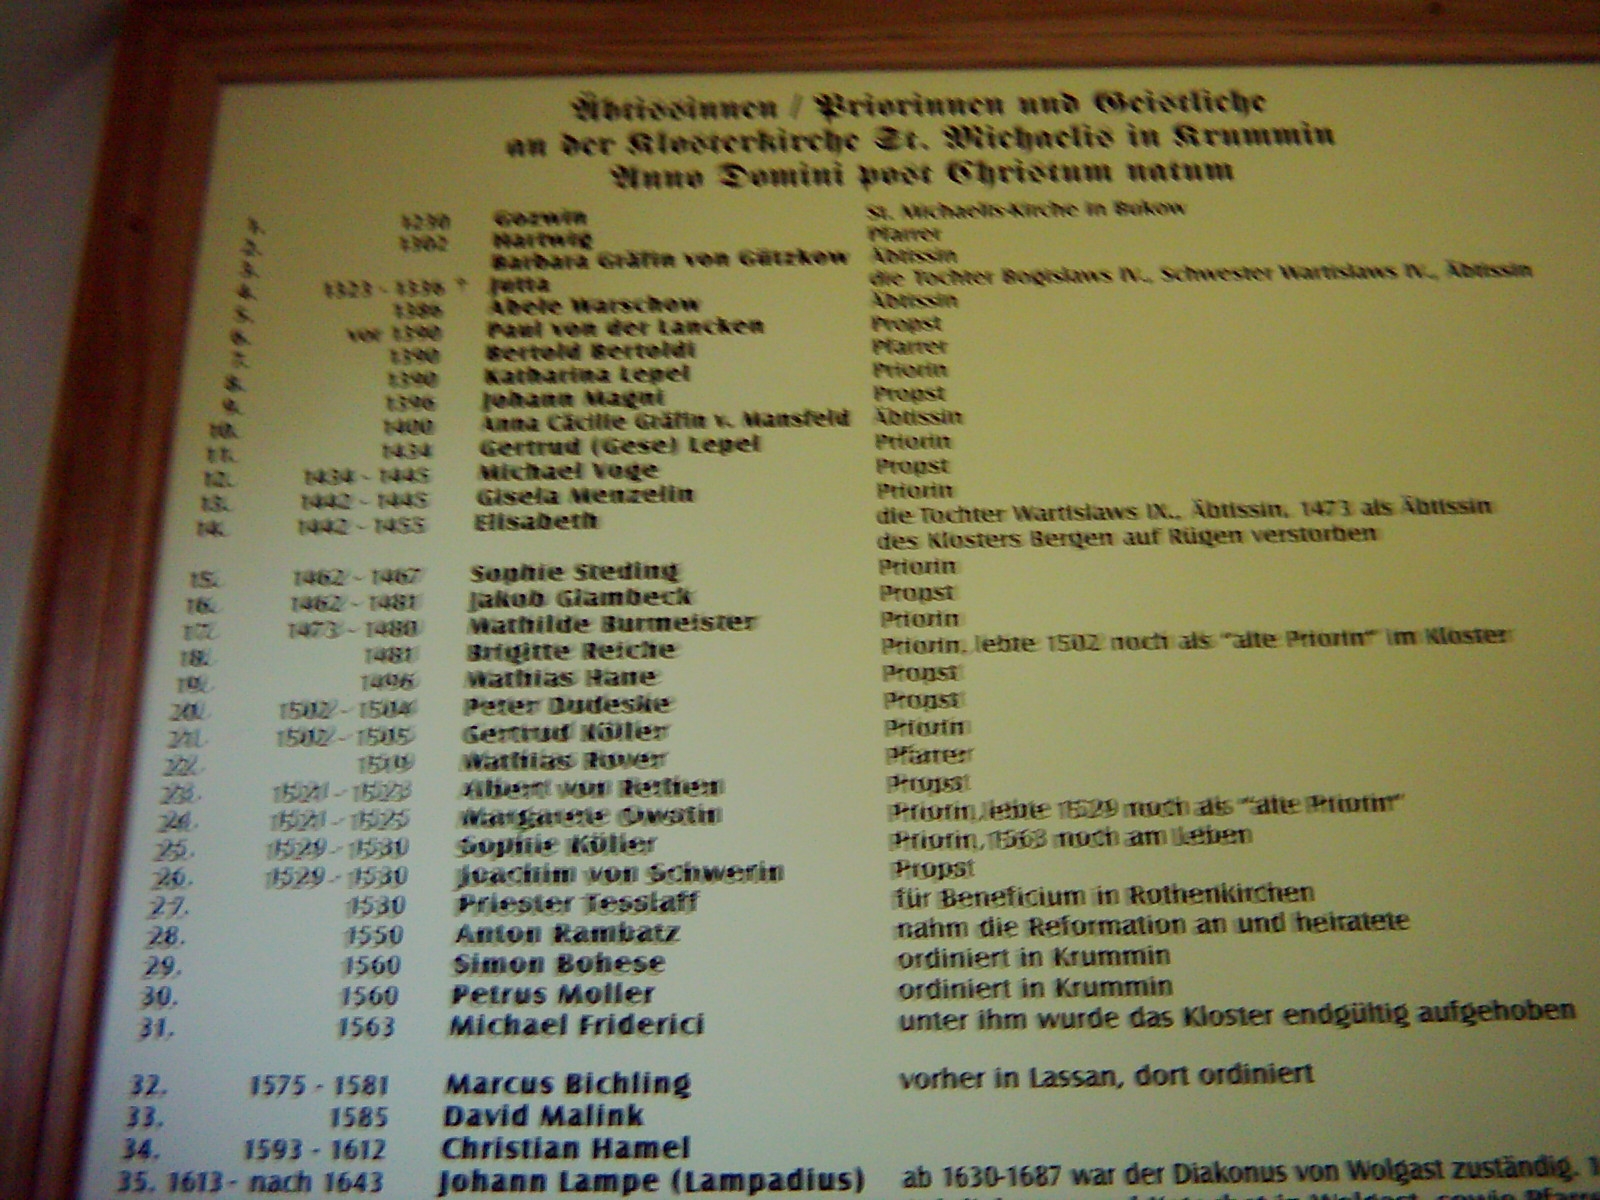 Äbtissinnen / Priorinnen und Geistliche
an der Klosterkirche St. Michaelis in Krummin
Anno Domini post Christum natum
1. 1230 Gozwin St. Michaelis-Kirche in Bukow
2. 1302 Hartwig Pfarrer
3. Barbara Gräfin von Gützkow Äbtissin
4. 1323 - 1336 † Jutta die Tochter Bogislaws IV., Schwester Wartislaws IV., Äbtissin
5. 1386 Abele Warschow Äbtissin
6. vor 1390 Paul von der Lancken Propst
7. 1390 Bertold Bertoldi Pfarrer
8. 1390 Katharina Lepel Priorin
9. 1396 Johann Magni Propst
10. 1400 Anna Cäcilie Gräfin v. Mansfeld Äbtissin
11. 1434 Gertrud (Gese) Lepel Priorin
12. 1434 - 1445 Michael Voge Propst
13. 1442 - 1445 Gisela Menzelin Priorin
14. 1442 - 1455 Elisabeth die Tochter Wartislaws IX., Äbtissin, 1473 als Äbtissin
des Klosters Bergen auf Rügen verstorben
15. 1462 - 1467 Sophie Steding Priorin
16. 1462 - 1481 Jakob Glambeck Propst
17. 1473 - 1480 Mathilde Burmeister Priorin
18. 1481 Brigitte Reiche Priorin, lebte 1502 noch als "alte Priorin" im Kloster
19. 1496 Mathias Hane Propst
20. 1502 - 1504 Peter Dudeske Propst
21. 1502 - 1505 Gertrud Köller Priorin
22. 1519 Mathias Rover Pfarrer
23. 1521 - 1523 Albert von Propst
24. 1521 - 1525 Margarete Owstin Priorin, lebte 1529 noch als "alte Priorin"
25. 1529 - 1530 Sophie Köller Priorin, 1563 noch am Leben
26. 1529 - 1530 Joachim von Schwerin Propst
27. 1530 Priester Tesslaff für Beneficium in Rothenkirchen
28. 1550 Anton Rambatz nahm die Reformation an und heiratete
29. 1560 Simon Bohese ordiniert in Krummin
30. 1560 Petrus Moller ordiniert in Krummin
31. 1563 Michael Friderici unter ihm wurde das Kloster endgültig aufgehoben
32. 1575 - 1581 Marcus Bichling vorher in Lassan, dort ordiniert
33. 1585 David Malink
34. 1593 - 1612 Christian Hamel
35. 1613 - nach 1643 Johann Lampe (Lampadius) ab 1630-1687 war der Diakonus von Wolgast zuständig.